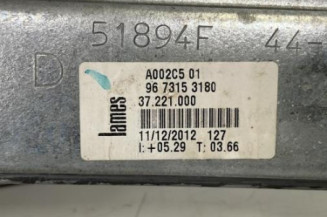 51894F 44-
D
A002C5 01
96 7315 3180
37.221.000
lames
11/12/2012 127
I: +05.29 T: 03.66